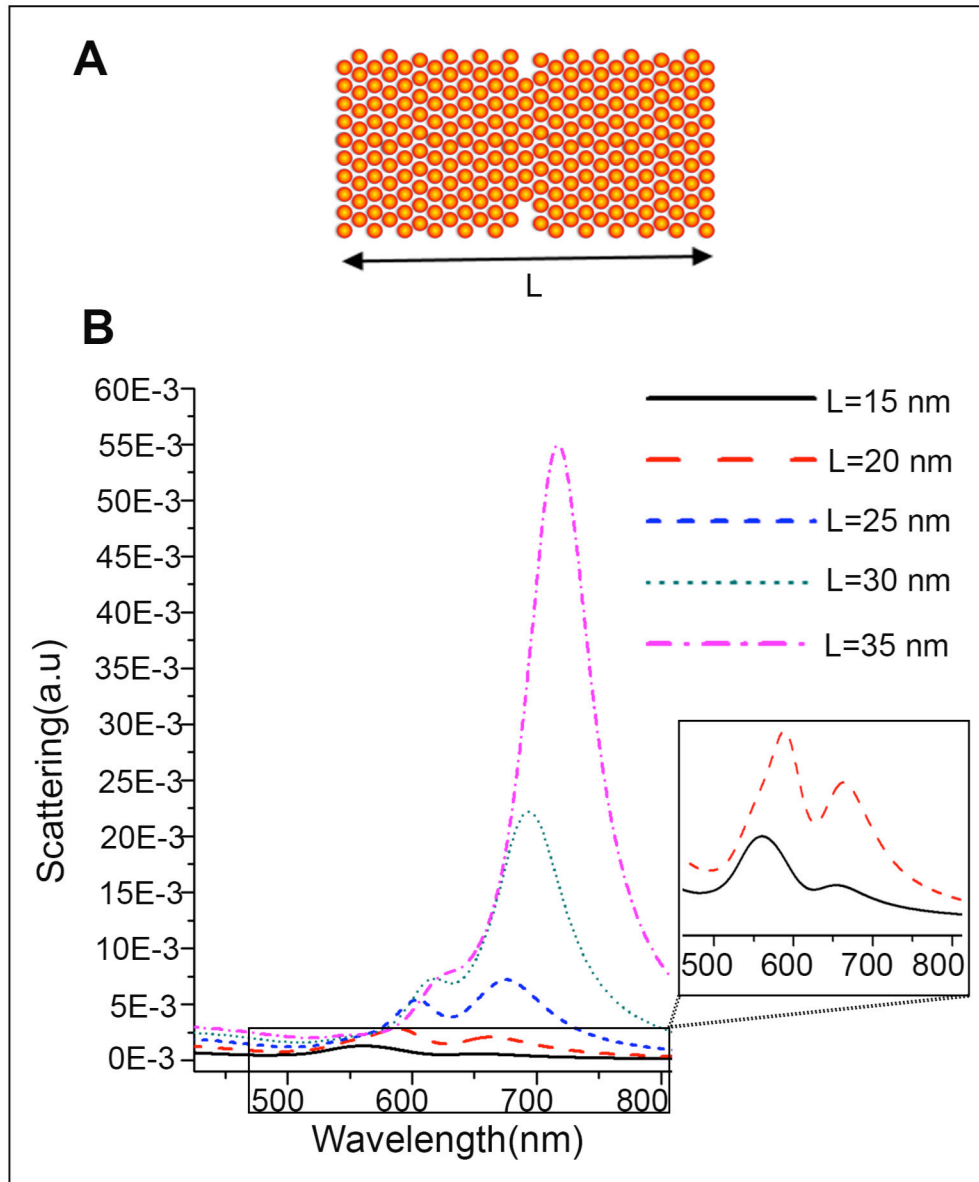 A
L
B
60E-3
55E-3
50E-3
45E-3
40E-3
35E-3
30E-3
25E-3
20E-3
15E-3
10E-3
5E-3
0E-3
Scattering(a.u)
500 600 700 800
Wavelength(nm)
L=15 nm
L=20 nm
L=25 nm
L=30 nm
L=35 nm
500 600 700 800